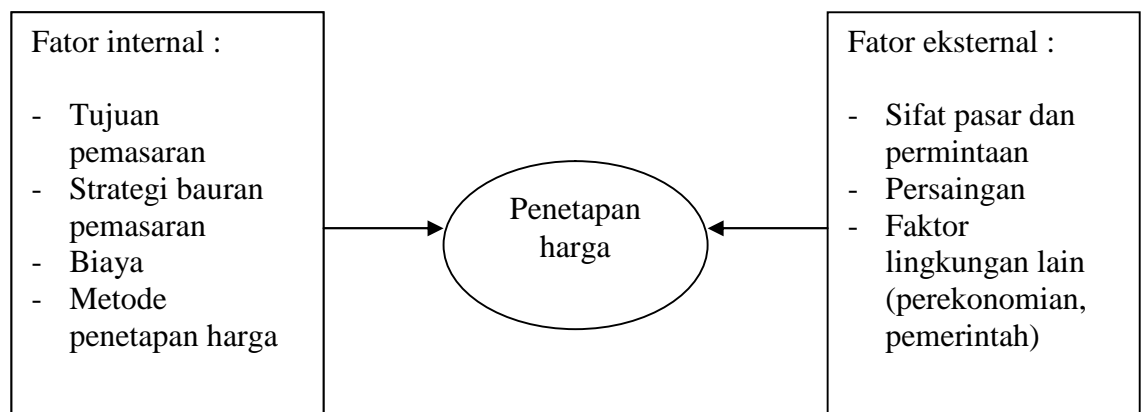 Fator internal :
- Tujuan
pemasaran
- Strategi bauran
pemasaran
- Biaya
- Metode
penetapan harga
Penetapan
harga
Fator eksternal :
- Sifat pasar dan
permintaan
- Persaingan
- Faktor
lingkungan lain
(perekonomian,
pemerintah)